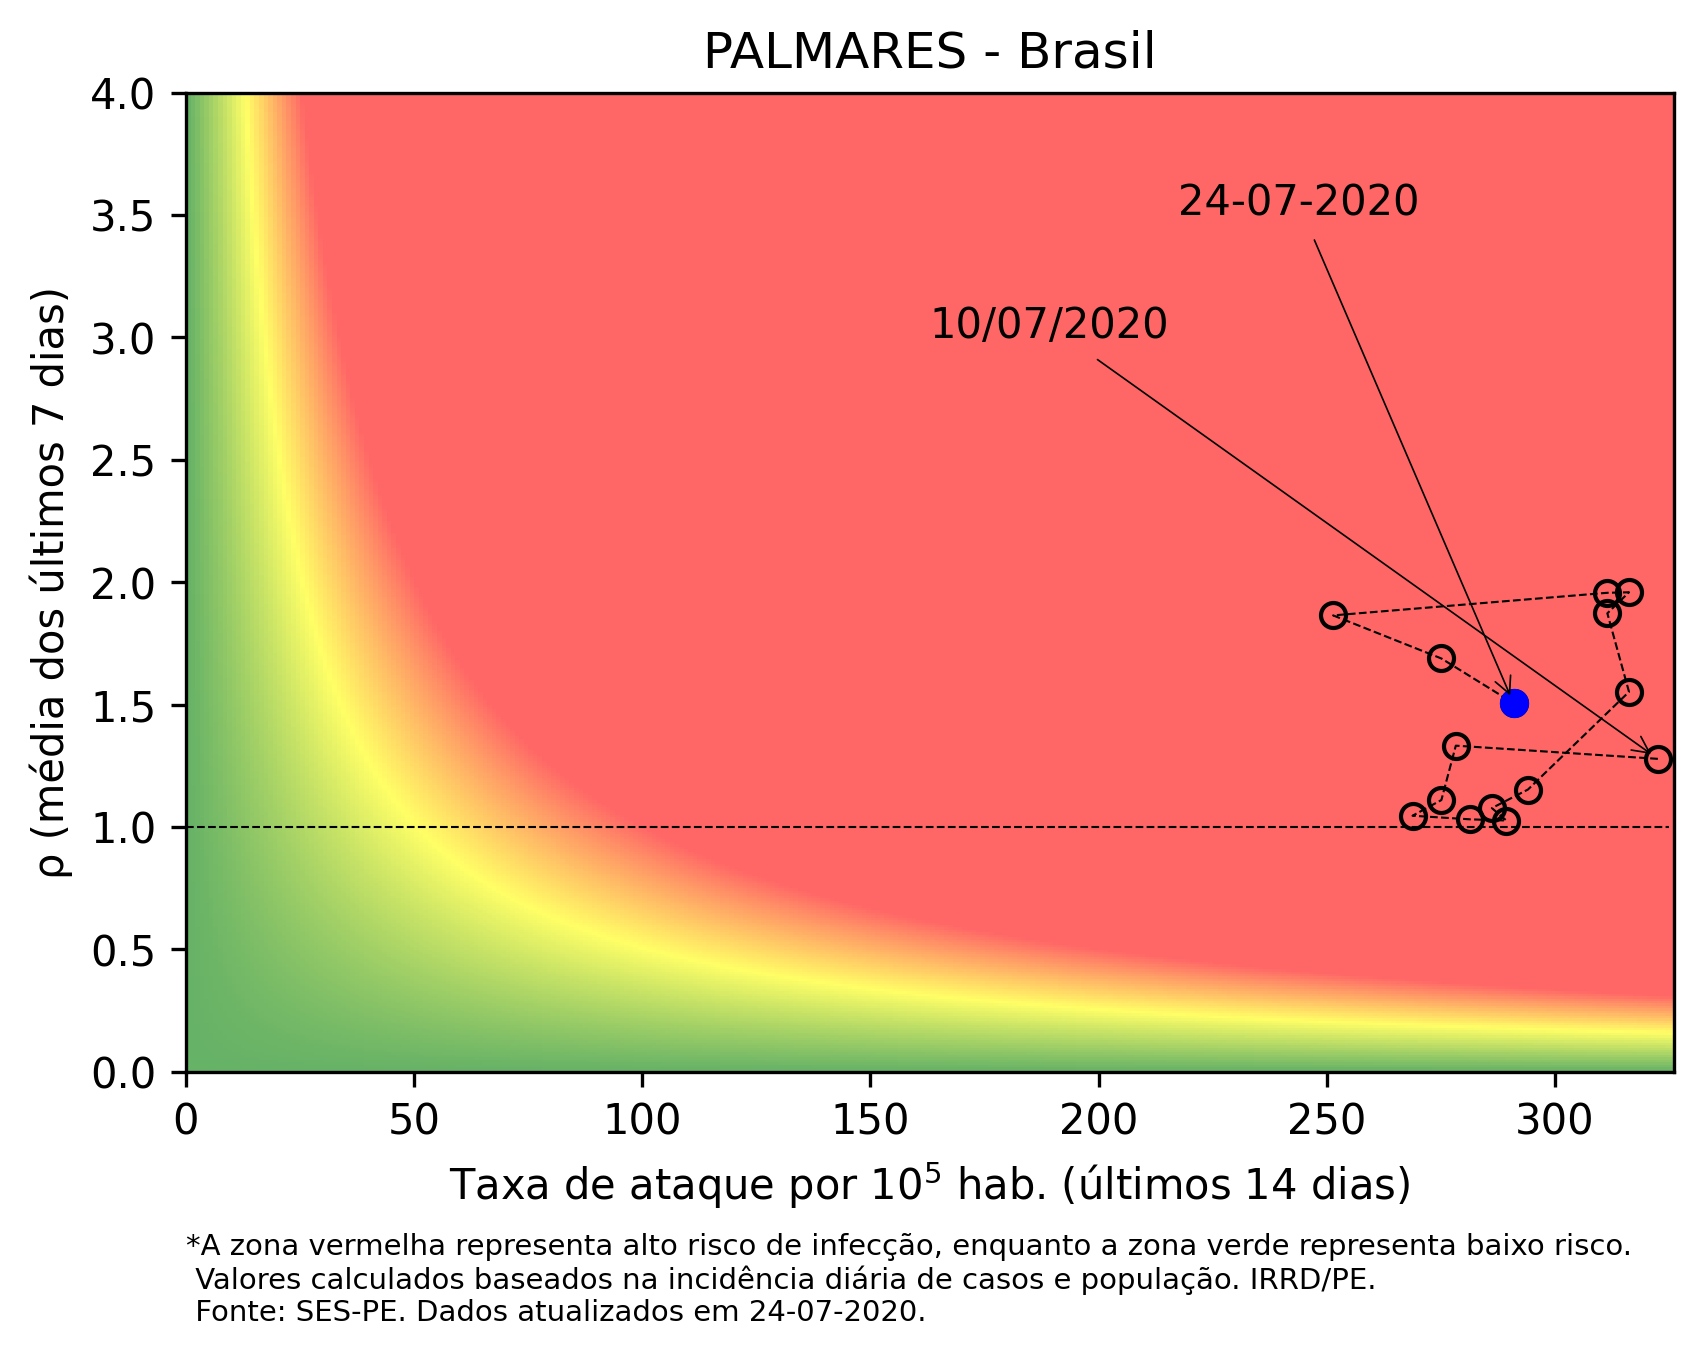 PALMARES - Brasil
4.0
3.5
3.0
2.5
2.0
1.5
1.0
0.5
0.0
ρ (média dos últimos 7 dias)
24-07-2020
10/07/2020
0 50 100 150 200 250 300
Taxa de ataque por 10⁵ hab. (últimos 14 dias)
*A zona vermelha representa alto risco de infecção, enquanto a zona verde representa baixo risco.
Valores calculados baseados na incidência diária de casos e população. IRRD/PE.
Fonte: SES-PE. Dados atualizados em 24-07-2020.